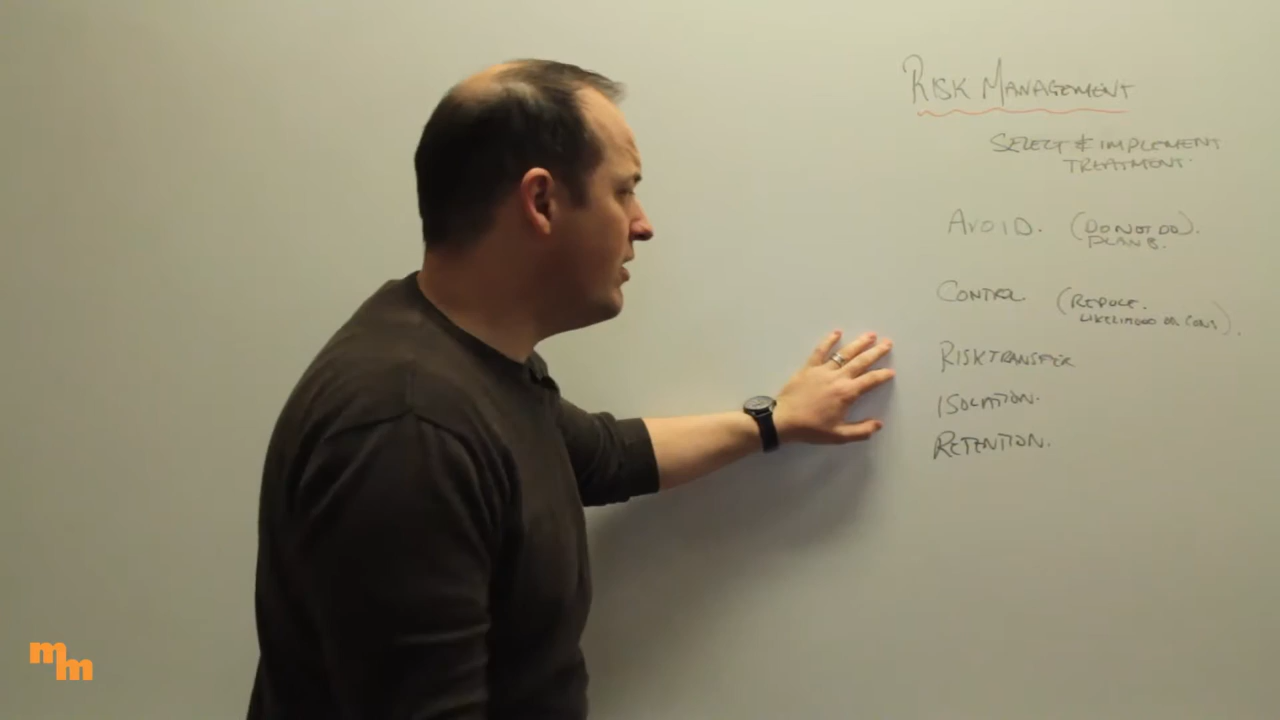 RISK MANAGEMENT
SELECT & IMPLEMENT
TREATMENT.
AVOID. (DO NOT DO).
PLAN B.
CONTROL (REDUCE.
LIKELIHOOD OR CONS).
RISK TRANSFER
ISOLATION.
RETENTION.
mm